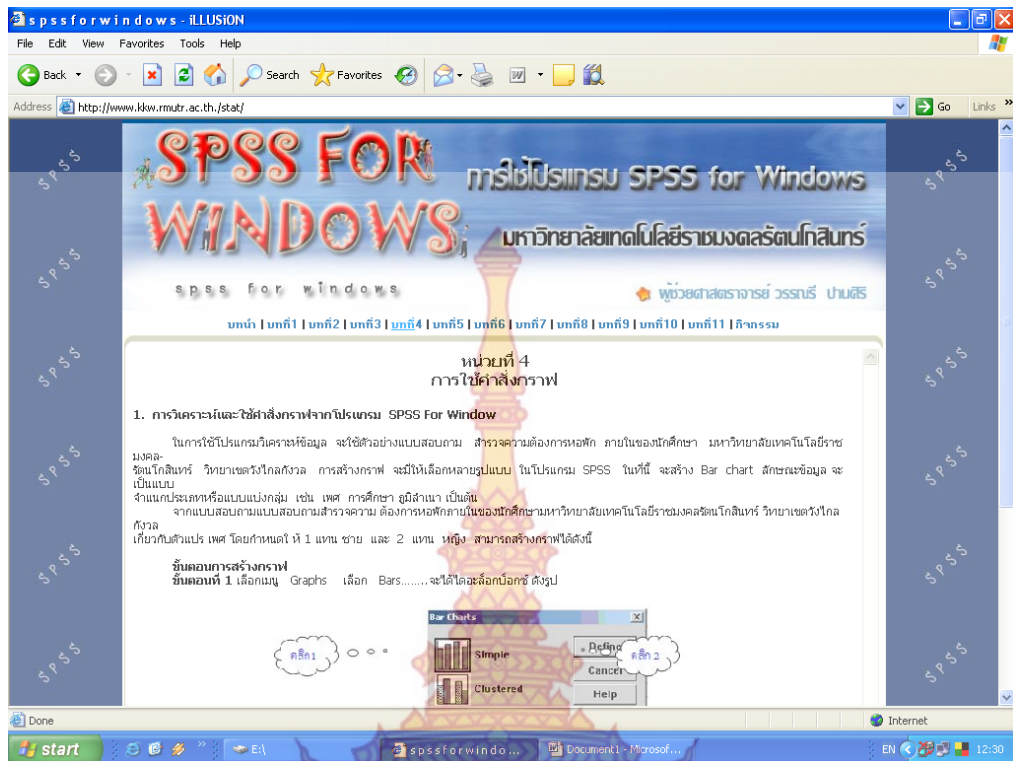 spssforwindows - iLLUSiON
File Edit View Favorites Tools Help
Back Search Favorites
Address http://www.kkw.rmutr.ac.th./stat/ Go Links »
SPSS FOR
WINDOWS
การใช้โปรแกรม SPSS for Windows
มหาวิทยาลัยเทคโนโลยีราชมงคลรัตนโกสินทร์
spss for windows
ผู้ช่วยศาสตราจารย์ วรรณรี ปานศิริ
บทนำ | บทที่1 | บทที่2 | บทที่3 | บทที่4 | บทที่5 | บทที่6 | บทที่7 | บทที่8 | บทที่9 | บทที่10 | บทที่11 | กิจกรรม
SPSS SPSS
SPSS SPSS
SPSS SPSS
SPSS SPSS
SPSS SPSS
SPSS SPSS
หน่วยที่ 4
การใช้คำสั่งกราฟ
1. การวิเคราะห์และใช้คำสั่งกราฟจากโปรแกรม SPSS For Window
ในการใช้โปรแกรมวิเคราะห์ข้อมูล จะใช้ตัวอย่างแบบสอบถาม สำรวจความต้องการหอพัก ภายในของนักศึกษา มหาวิทยาลัยเทคโนโลยีราช
มงคล-
รัตนโกสินทร์ วิทยาเขตวังไกลกังวล การสร้างกราฟ จะมีให้เลือกหลายรูปแบบ ในโปรแกรม SPSS ในที่นี้ จะสร้าง Bar chart ลักษณะข้อมูล จะ
เป็นแบบ
จำแนกประเภทหรือแบบแบ่งกลุ่ม เช่น เพศ การศึกษา ภูมิลำเนา เป็นต้น
จากแบบสอบถามแบบสอบถามสำรวจความ ต้องการหอพักภายในของนักศึกษามหาวิทยาลัยเทคโนโลยีราชมงคลรัตนโกสินทร์ วิทยาเขตวังไกล
กังวล
เกี่ยวกับตัวแปร เพศ โดยกำหนดใ ห้ 1 แทน ชาย และ 2 แทน หญิง สามารถสร้างกราฟได้ดังนี้
ขั้นตอนการสร้างกราฟ
ขั้นตอนที่ 1 เลือกเมนู Graphs เลือก Bars........จะได้ไดอะล็อกบ็อกซ์ ดังรูป
Bar Charts
คลิก1 Simple Define คลิก 2
Cancel
Clustered Help
Done Internet
start E:\ spssforwindo... Document1 - Microsof... EN 12:30